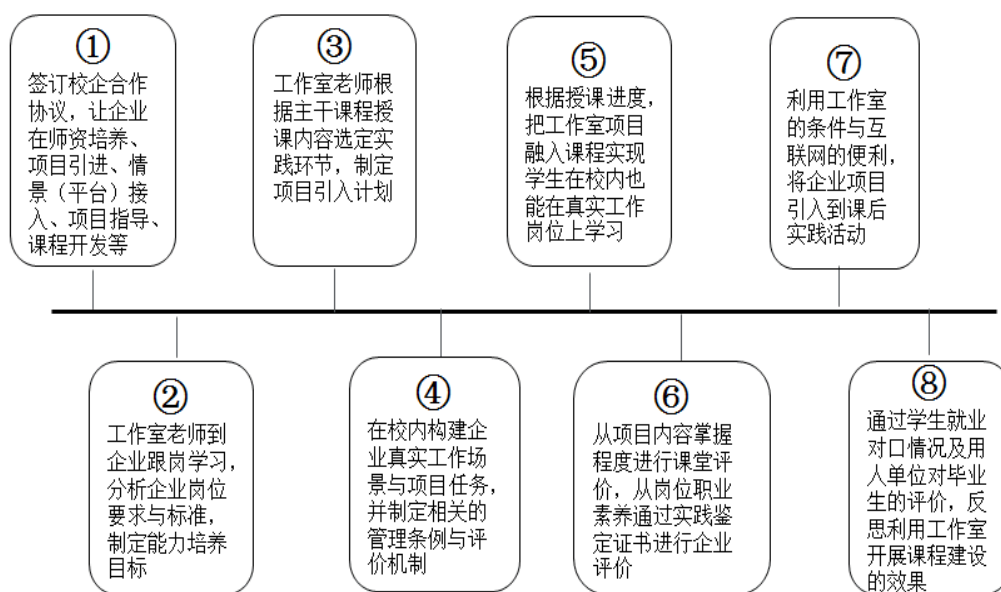 ①
签订校企合作
协议，让企业
在师资培养、
项目引进、情
景（平台）接
入、项目指导、
课程开发等
②
工作室老师到
企业跟岗学习，
分析企业岗位
要求与标准，
制定能力培养
目标
③
工作室老师根
据主干课程授
课内容选定实
践环节，制定
项目引入计划
④
在校内构建企
业真实工作场
景与项目任务，
并制定相关的
管理条例与评
价机制
⑤
根据授课进度，
把工作室项目
融入课程实现
学生在校内也
能在真实工作
岗位上学习
⑥
从项目内容掌握
程度进行课堂评
价，从岗位职业
素养通过实践鉴
定证书进行企业
评价
⑦
利用工作室
的条件与互
联网的便利，
将企业项目
引入到课后
实践活动
⑧
通过学生就业
对口情况及用
人单位对毕业
生的评价，反
思利用工作室
开展课程建设
的效果